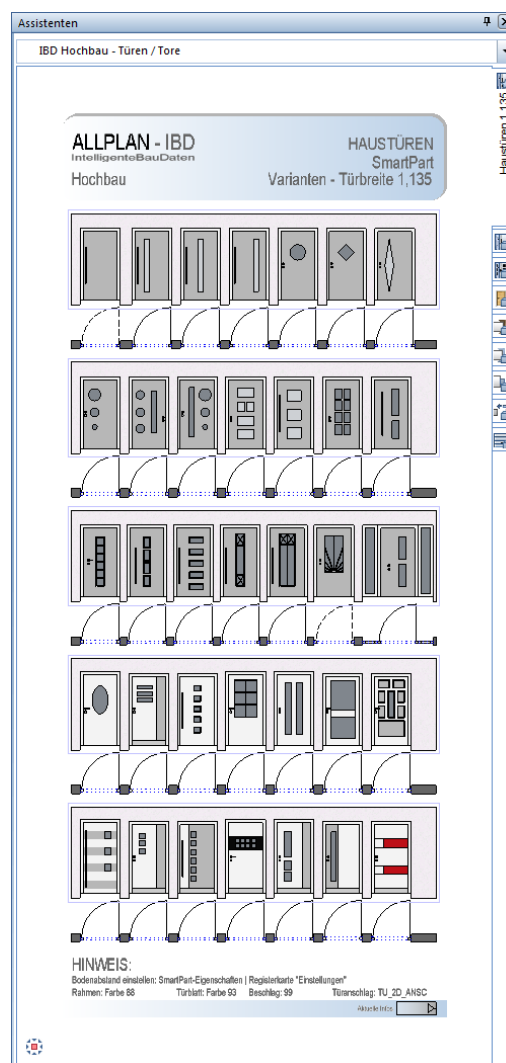 Assistenten
IBD Hochbau - Türen / Tore
Haustüren 1,135
ALLPLAN - IBD
IntelligenteBauDaten
Hochbau
HAUSTÜREN
SmartPart
Varianten - Türbreite 1,135
HINWEIS:
Bodenabstand einstellen: SmartPart-Eigenschaften | Registerkarte "Einstellungen"
Rahmen: Farbe 88 Türblatt: Farbe 93 Beschlag: 99 Türanschlag: TU_2D_ANSC
Aktuelle Infos